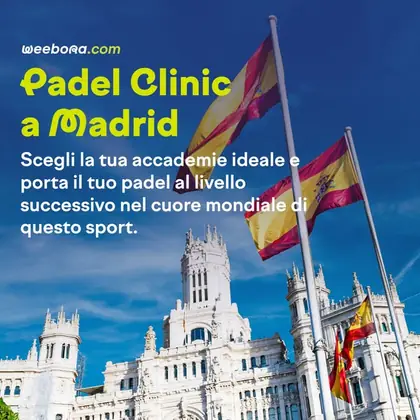 weebora.com
Padel Clinic
a Madrid
Scegli la tua accademie ideale e
porta il tuo padel al livello
successivo nel cuore mondiale di
questo sport.